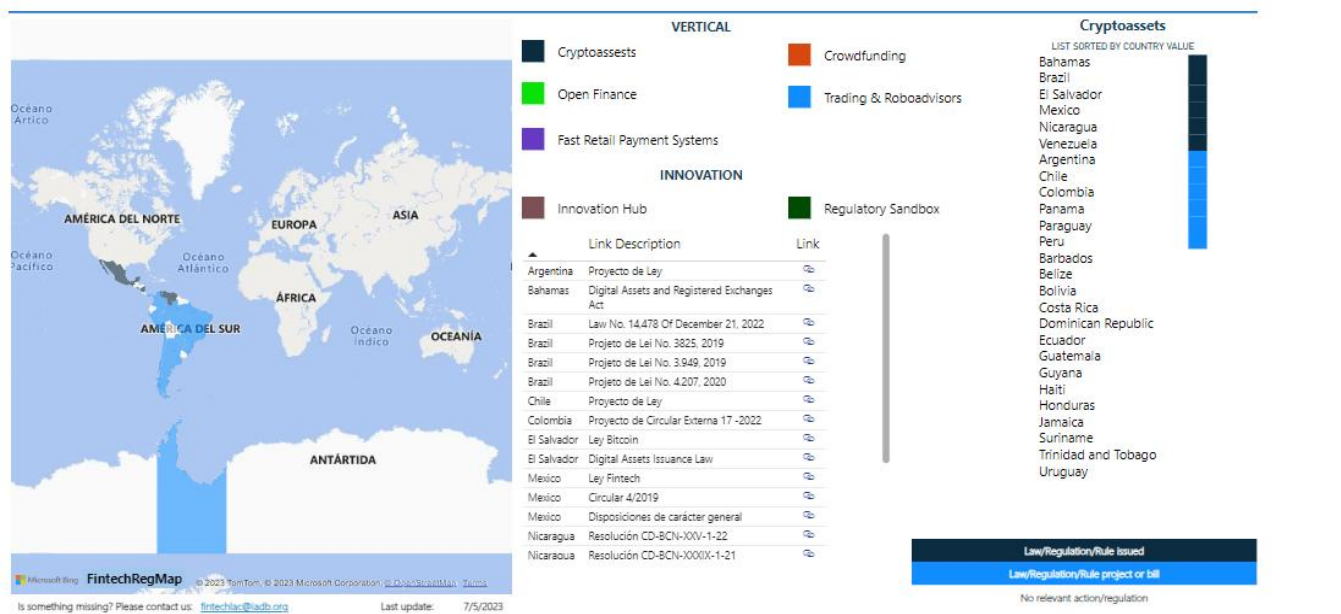 Océano
Artico
AMÉRICA DEL NORTE
EUROPA
ASIA
Océano
Pacífico
Océano
Atlántico
ÁFRICA
AMÉRICA DEL SUR
Océano
Índico
OCEANÍA
ANTÁRTIDA
Microsoft Bing
FintechRegMap
© 2023 TomTom, © 2023 Microsoft Corporation, © OpenStreetMap Terms
Is something missing? Please contact us: fintechlac@iadb.org Last update: 7/5/2023
VERTICAL
Cryptoassests
Crowdfunding
Open Finance
Trading & Roboadvisors
Fast Retail Payment Systems
INNOVATION
Innovation Hub
Regulatory Sandbox
Link Description Link
Argentina Proyecto de Ley
Bahamas Digital Assets and Registered Exchanges
Act
Brazil Law No. 14,478 Of December 21, 2022
Brazil Projeto de Lei No. 3825, 2019
Brazil Projeto de Lei No. 3.949, 2019
Brazil Projeto de Lei No. 4.207, 2020
Chile Proyecto de Ley
Colombia Proyecto de Circular Externa 17 -2022
El Salvador Ley Bitcoin
El Salvador Digital Assets Issuance Law
Mexico Ley Fintech
Mexico Circular 4/2019
Mexico Disposiciones de carácter general
Nicaragua Resolución CD-BCN-XXV-1-22
Nicaragua Resolución CD-BCN-XXXIX-1-21
Cryptoassets
LIST SORTED BY COUNTRY VALUE
Bahamas
Brazil
El Salvador
Mexico
Nicaragua
Venezuela
Argentina
Chile
Colombia
Panama
Paraguay
Peru
Barbados
Belize
Bolivia
Costa Rica
Dominican Republic
Ecuador
Guatemala
Guyana
Haiti
Honduras
Jamaica
Suriname
Trinidad and Tobago
Uruguay
Law/Regulation/Rule issued
Law/Regulation/Rule project or bill
No relevant action/regulation